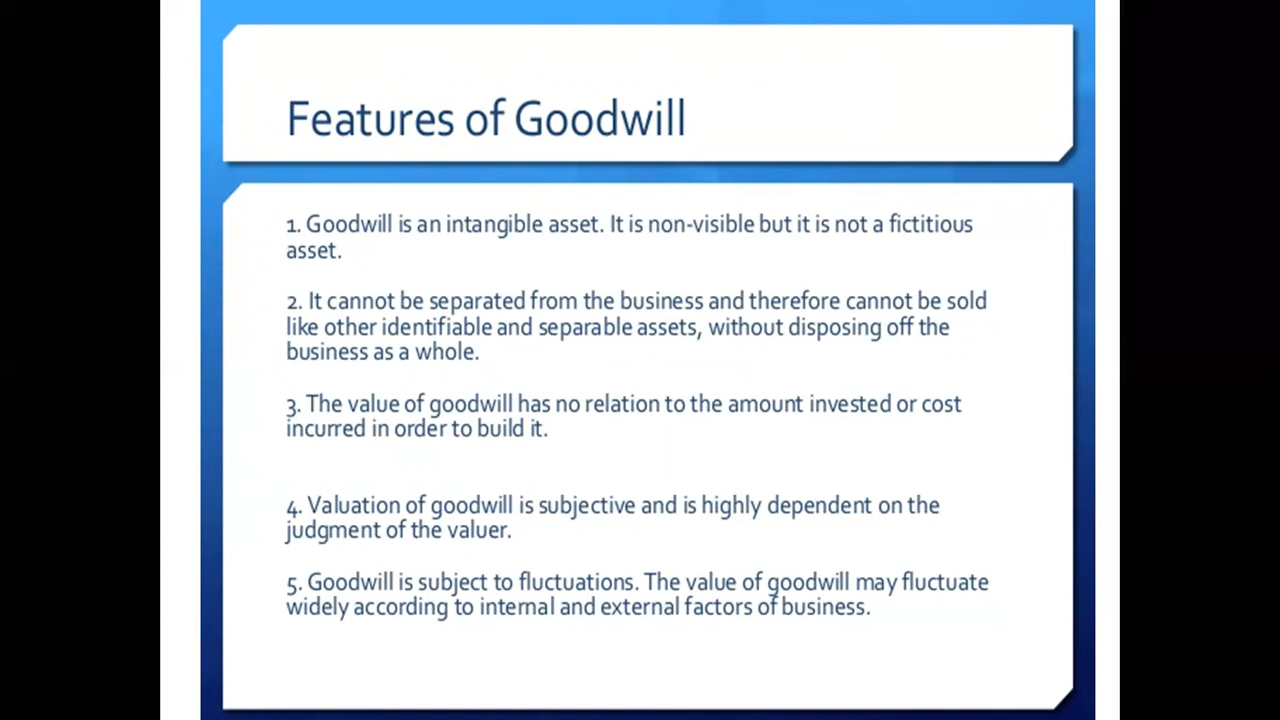 Features of Goodwill
1. Goodwill is an intangible asset. It is non-visible but it is not a fictitious
asset.
2. It cannot be separated from the business and therefore cannot be sold
like other identifiable and separable assets, without disposing off the
business as a whole.
3. The value of goodwill has no relation to the amount invested or cost
incurred in order to build it.
4. Valuation of goodwill is subjective and is highly dependent on the
judgment of the valuer.
5. Goodwill is subject to fluctuations. The value of goodwill may fluctuate
widely according to internal and external factors of business.